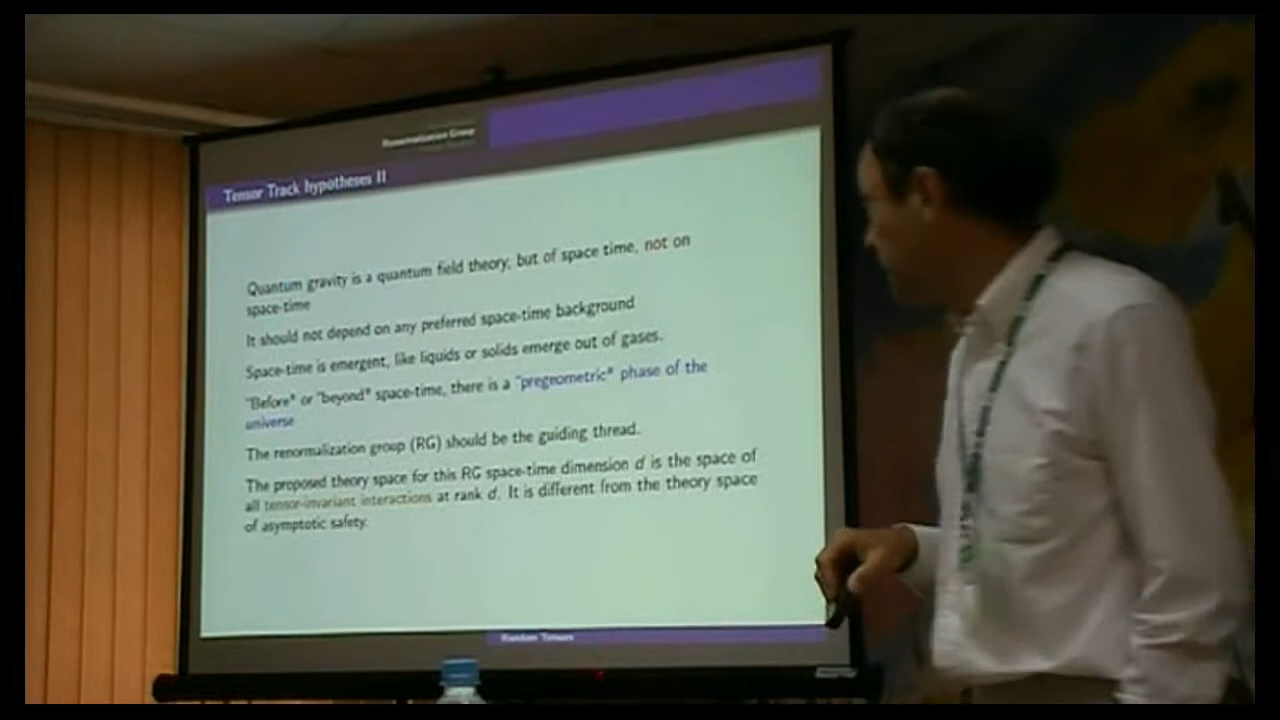 Renormalization Group
Tensor Track hypotheses II
Quantum gravity is a quantum field theory, but of space time, not on
space-time
It should not depend on any preferred space-time background
Space-time is emergent, like liquids or solids emerge out of gases.
"Before" or "beyond" space-time, there is a "pregeometric" phase of the
universe
The renormalization group (RG) should be the guiding thread.
The proposed theory space for this RG space-time dimension d is the space of
all tensor-invariant interactions at rank d. It is different from the theory space
of asymptotic safety.
Random Tensors